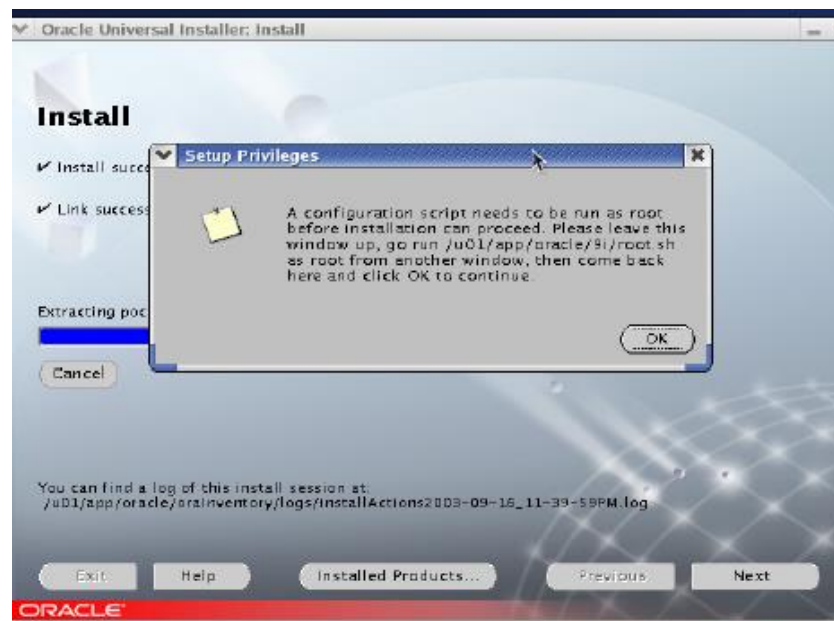 Oracle Universal Installer: Install
Install
Install succe
Setup Privileges
Link success
A configuration script needs to be run as root
before installation can proceed. Please leave this
window up, go run /u01/app/oracle/9i/root.sh
as root from another window, then come back
here and click OK to continue.
OK
Extracting poc
Cancel
You can find a log of this install session at:
/u01/app/oracle/oraInventory/logs/installActions2003-09-16_11-39-59PM.log
Exit
Help
Installed Products...
Previous
Next
ORACLE